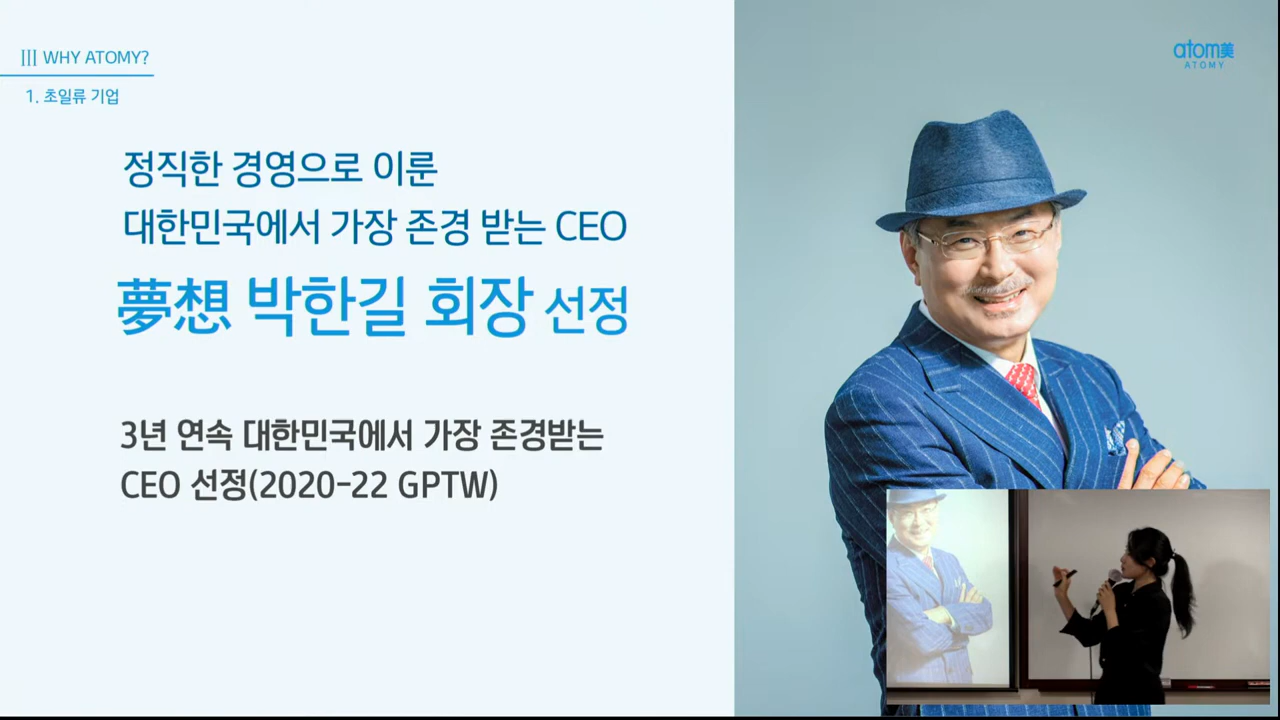 ||| WHY ATOMY?
1. 초일류 기업
atom美
ATOMY
정직한 경영으로 이룬
대한민국에서 가장 존경 받는 CEO
夢想 박한길 회장 선정
3년 연속 대한민국에서 가장 존경받는
CEO 선정(2020-22 GPTW)